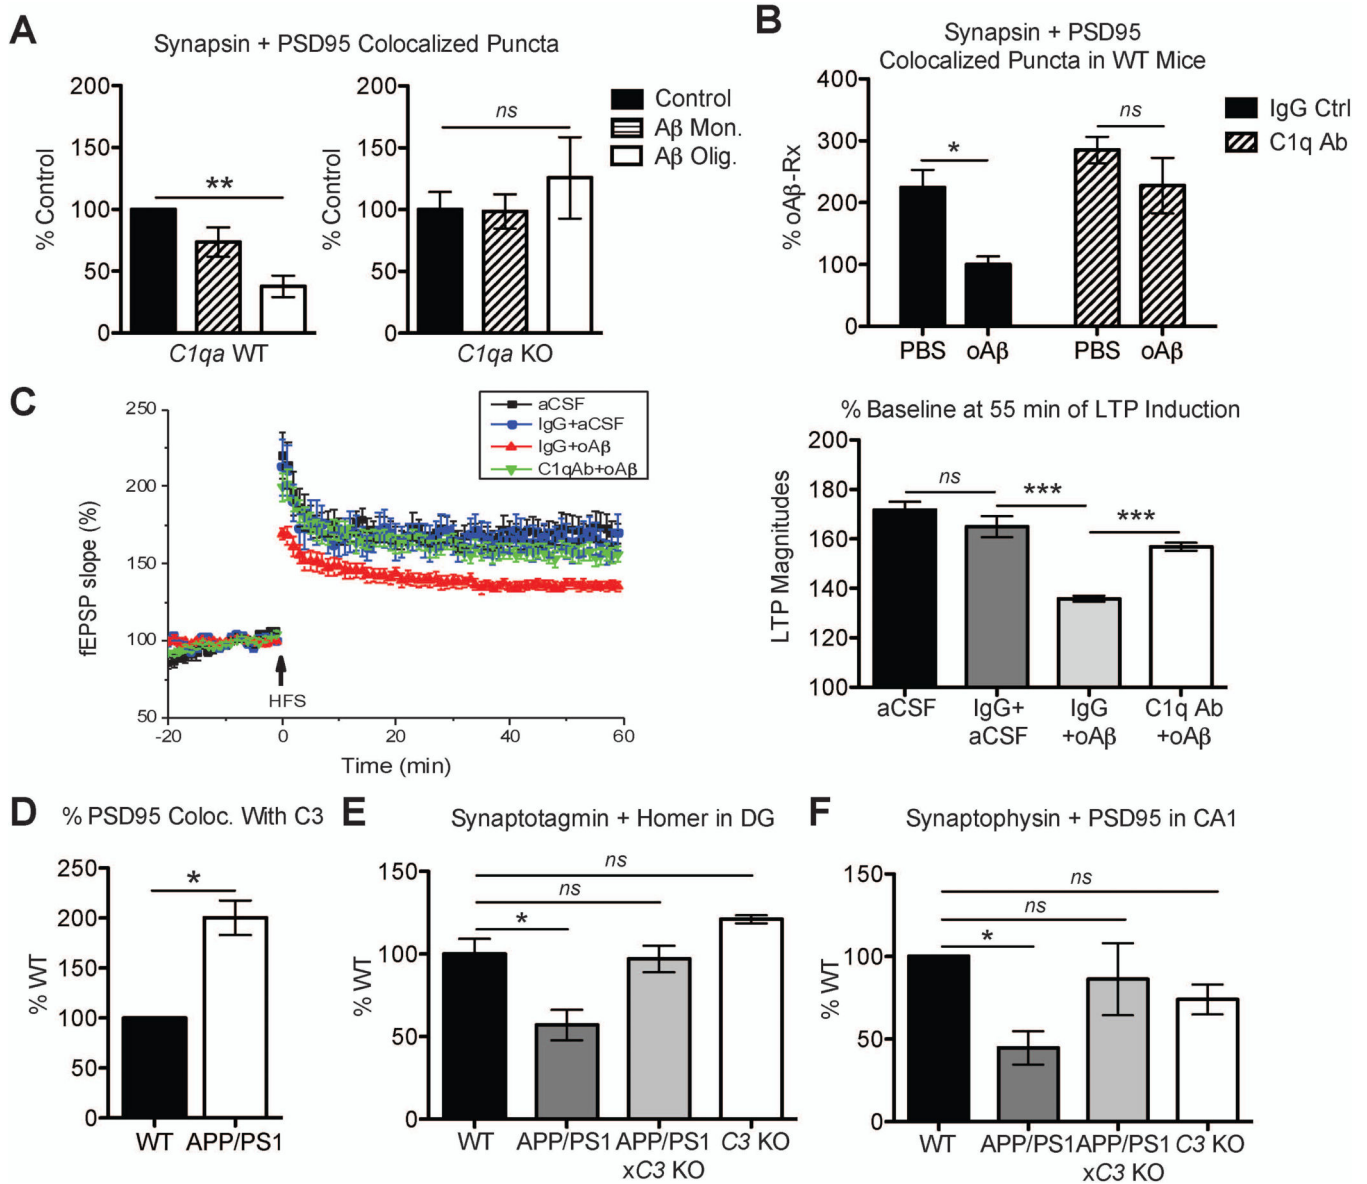 A
Synapsin + PSD95 Colocalized Puncta
% Control
200
150
100
50
0
**
C1qa WT
% Control
200
150
100
50
0
ns
C1qa KO
Control
Aβ Mon.
Aβ Olig.
B
Synapsin + PSD95
Colocalized Puncta in WT Mice
% oAβ-Rx
400
300
200
100
0
*
ns
PBS
oAβ
PBS
oAβ
IgG Ctrl
C1q Ab
C
fEPSP slope (%)
250
200
150
100
50
-20
0
20
40
60
Time (min)
HFS
aCSF
IgG+aCSF
IgG+oAβ
C1qAb+oAβ
% Baseline at 55 min of LTP Induction
LTP Magnitudes
200
180
160
140
120
100
ns
***
***
aCSF
IgG+
aCSF
IgG
+oAβ
C1q Ab
+oAβ
D
% PSD95 Coloc. With C3
% WT
250
200
150
100
50
0
*
WT
APP/PS1
E
Synaptotagmin + Homer in DG
% WT
150
100
50
0
ns
ns
*
WT
APP/PS1
APP/PS1
xC3 KO
C3 KO
F
Synaptophysin + PSD95 in CA1
% WT
150
100
50
0
ns
ns
*
WT
APP/PS1
APP/PS1
xC3 KO
C3 KO